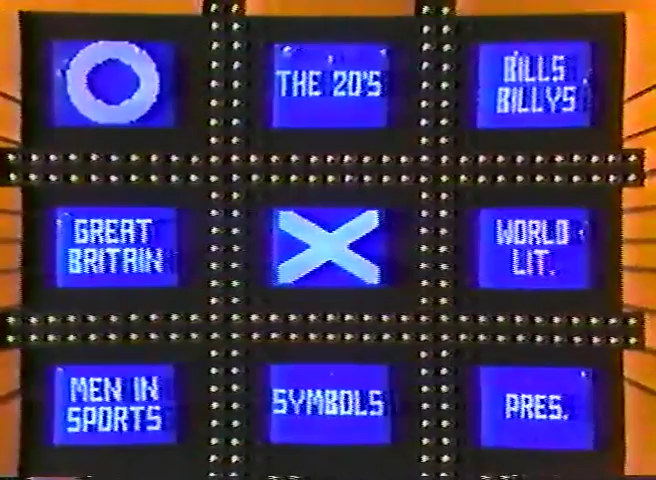 O
THE 20'S
BILLS
BILLYS
GREAT
BRITAIN
X
WORLD
LIT.
MEN IN
SPORTS
SYMBOLS
PRES.